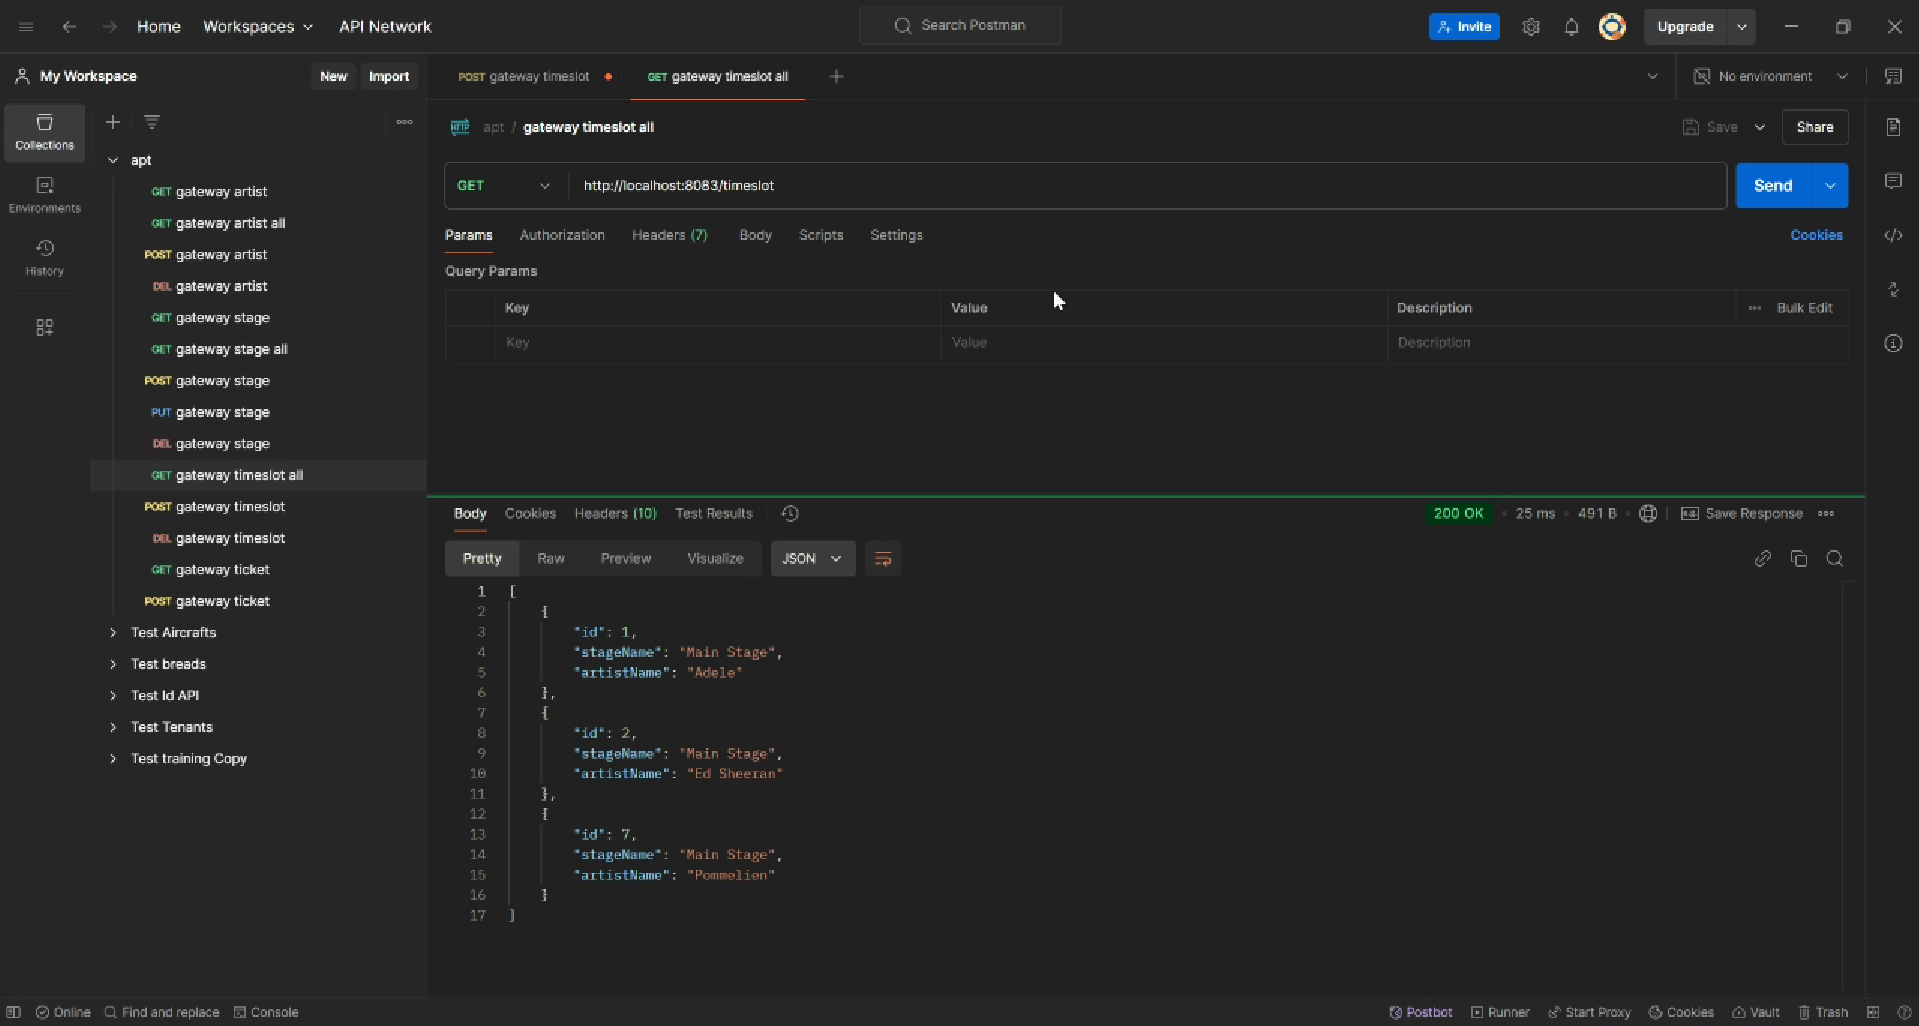 Home Workspaces API Network Search Postman Invite Upgrade
My Workspace New Import POST gateway timeslot GET gateway timeslot all No environment
Collections
Environments
History
apt
GET gateway artist
GET gateway artist all
POST gateway artist
DEL gateway artist
GET gateway stage
GET gateway stage all
POST gateway stage
PUT gateway stage
DEL gateway stage
GET gateway timeslot all
POST gateway timeslot
DEL gateway timeslot
GET gateway ticket
POST gateway ticket
Test Aircrafts
Test breads
Test Id API
Test Tenants
Test training Copy
HTTP apt / gateway timeslot all Save Share
GET http://localhost:8083/timeslot Send
Params Authorization Headers (7) Body Scripts Settings Cookies
Query Params
Key Value Description Bulk Edit
Key Value Description
Body Cookies Headers (10) Test Results 200 OK 25 ms 491 B Save Response
Pretty Raw Preview Visualize JSON
1 [
2 {
3 "id": 1,
4 "stageName": "Main Stage",
5 "artistName": "Adele"
6 },
7 {
8 "id": 2,
9 "stageName": "Main Stage",
10 "artistName": "Ed Sheeran"
11 },
12 {
13 "id": 7,
14 "stageName": "Main Stage",
15 "artistName": "Pommelien"
16 }
17 ]
Online Find and replace Console Postbot Runner Start Proxy Cookies Vault Trash